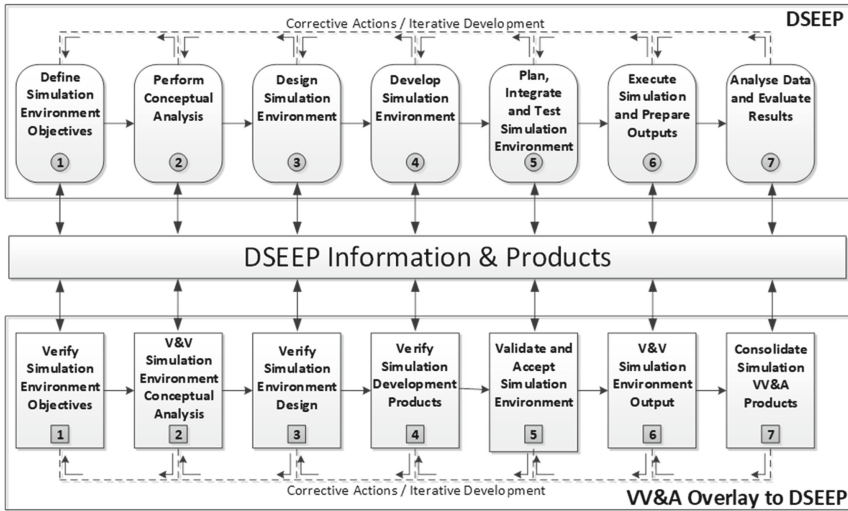 Corrective Actions / Iterative Development
DSEEP
Define
Simulation
Environment
Objectives
1
Perform
Conceptual
Analysis
2
Design
Simulation
Environment
3
Develop
Simulation
Environment
4
Plan,
Integrate
and Test
Simulation
Environment
5
Execute
Simulation
and Prepare
Outputs
6
Analyse Data
and Evaluate
Results
7
DSEEP Information & Products
Verify
Simulation
Environment
Objectives
1
V&V
Simulation
Environment
Conceptual
Analysis
2
Verify
Simulation
Environment
Design
3
Verify
Simulation
Development
Products
4
Validate and
Accept
Simulation
Environment
5
V&V
Simulation
Environment
Output
6
Consolidate
Simulation
VV&A
Products
7
Corrective Actions / Iterative Development
VV&A Overlay to DSEEP